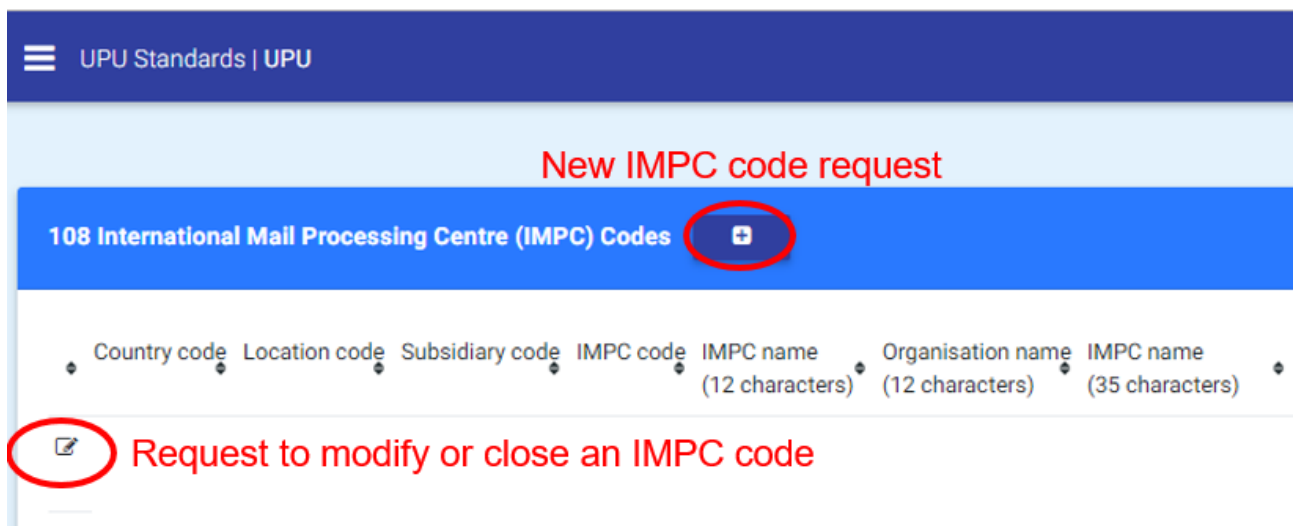 UPU Standards | UPU
New IMPC code request
108 International Mail Processing Centre (IMPC) Codes
Country code Location code Subsidiary code IMPC code IMPC name Organisation name IMPC name
(12 characters) (12 characters) (35 characters)
Request to modify or close an IMPC code